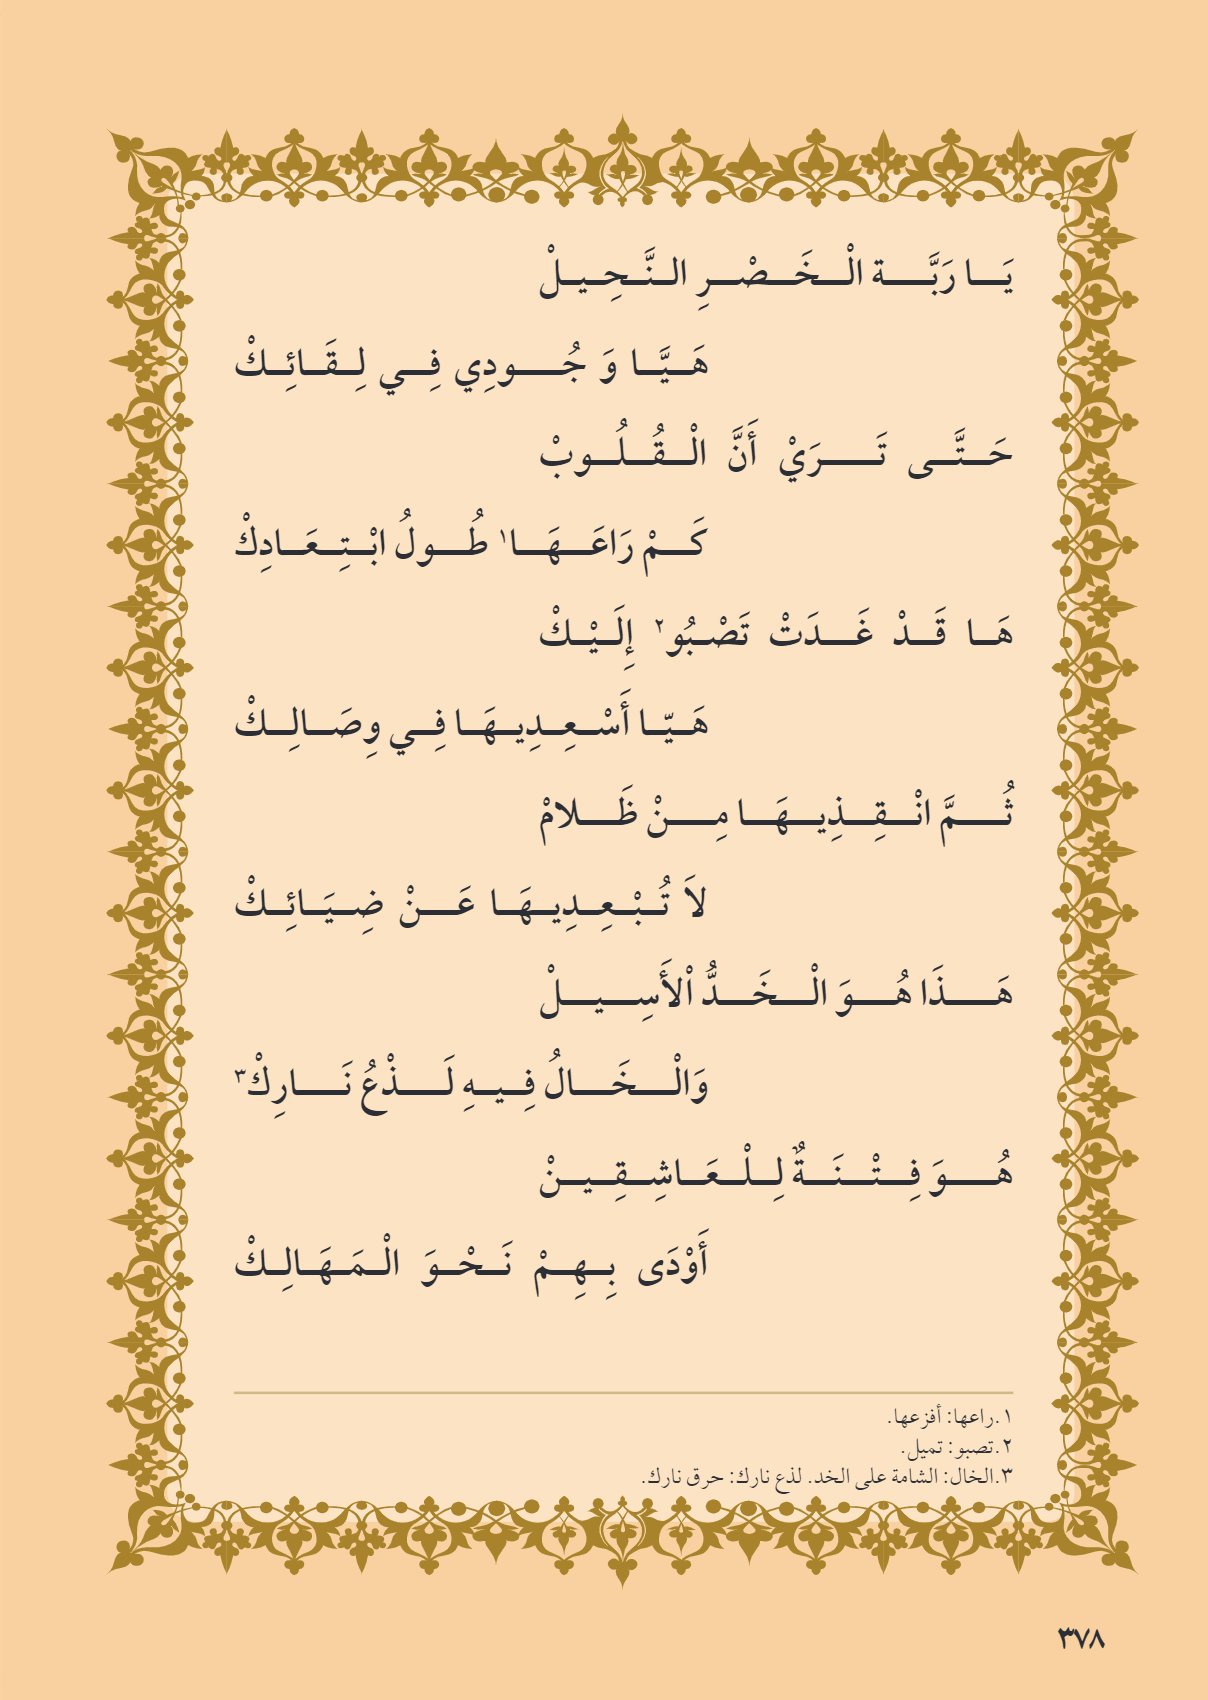 يَا رَبَّة الْخَصْرِ النَّحِيلْ
هَيَّا وَ جُودِي فِي لِقَائِكْ
حَتَّى تَرَيْ أَنَّ الْقُلُوبْ
كَمْ رَاعَهَا١ طُولُ ابْتِعَادِكْ
هَا قَدْ غَدَتْ تَصْبُو٢ إِلَيْكْ
هَيّا أَسْعِدِيهَا فِي وِصَالِكْ
ثُمَّ انْقِذِيهَا مِنْ ظَلامْ
لاَ تُبْعِدِيهَا عَنْ ضِيَائِكْ
هَذَا هُوَ الْخَدُّ اْلأَسِيلْ
وَالْخَالُ فِيهِ لَذْعُ نَارِكْ٣
هُوَ فِتْنَةٌ لِلْعَاشِقِينْ
أَوْدَى بِهِمْ نَحْوَ الْمَهَالِكْ
١.راعها: أفزعها.
٢.تصبو: تميل.
٣.الخال: الشامة على الخد. لذع نارك: حرق نارك.
٣٧٨